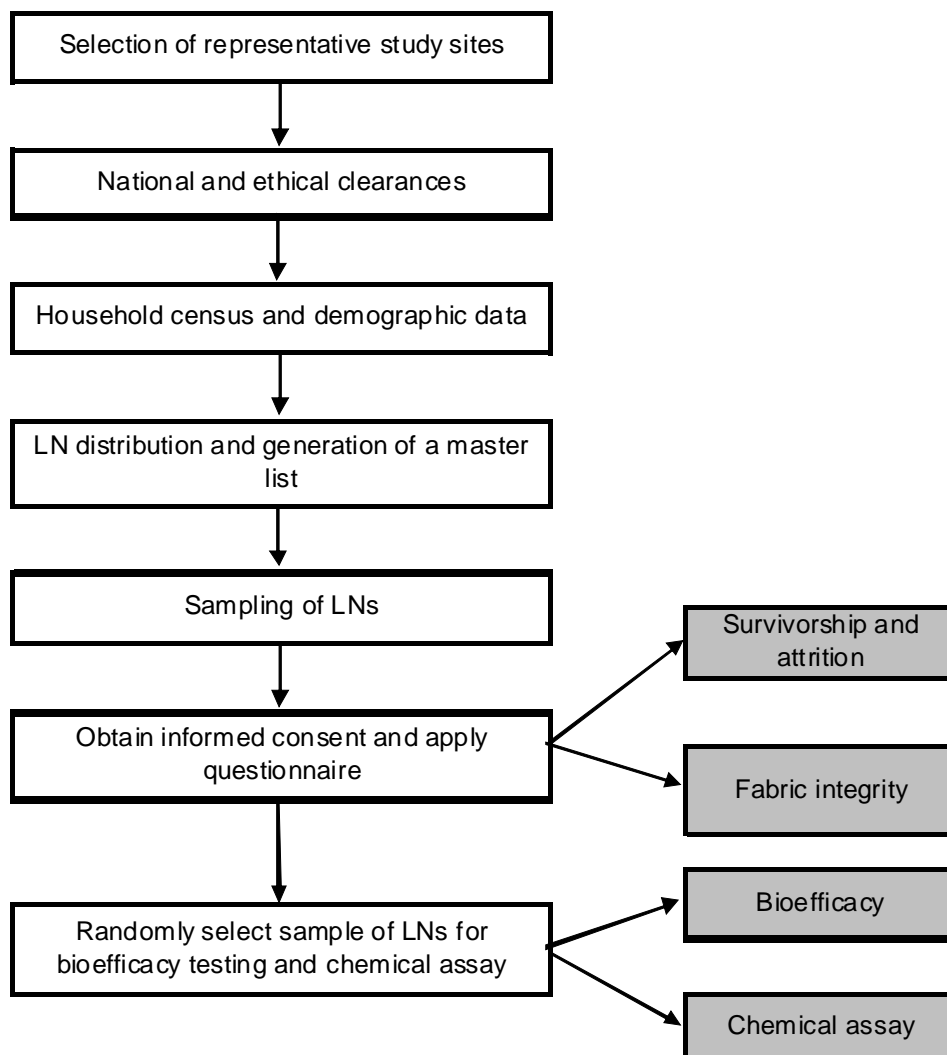 Selection of representative study sites
National and ethical clearances
Household census and demographic data
LN distribution and generation of a master
list
Sampling of LNs
Survivorship and
attrition
Obtain informed consent and apply
questionnaire
Fabric integrity
Randomly select sample of LNs for
bioefficacy testing and chemical assay
Bioefficacy
Chemical assay